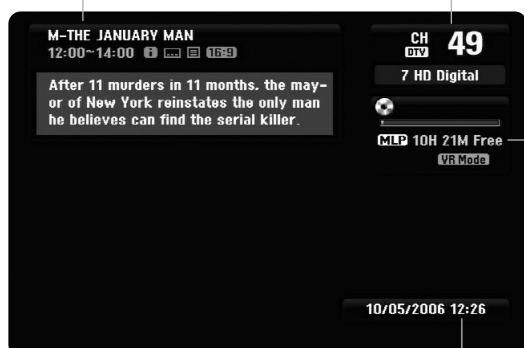 M-THE JANUARY MAN
12:00~14:00 i ... 16:9
After 11 murders in 11 months, the may-
or of New York reinstates the only man
he believes can find the serial killer.
CH
DTV 49
7 HD Digital
MLP 10H 21M Free
VR Mode
10/05/2006 12:26